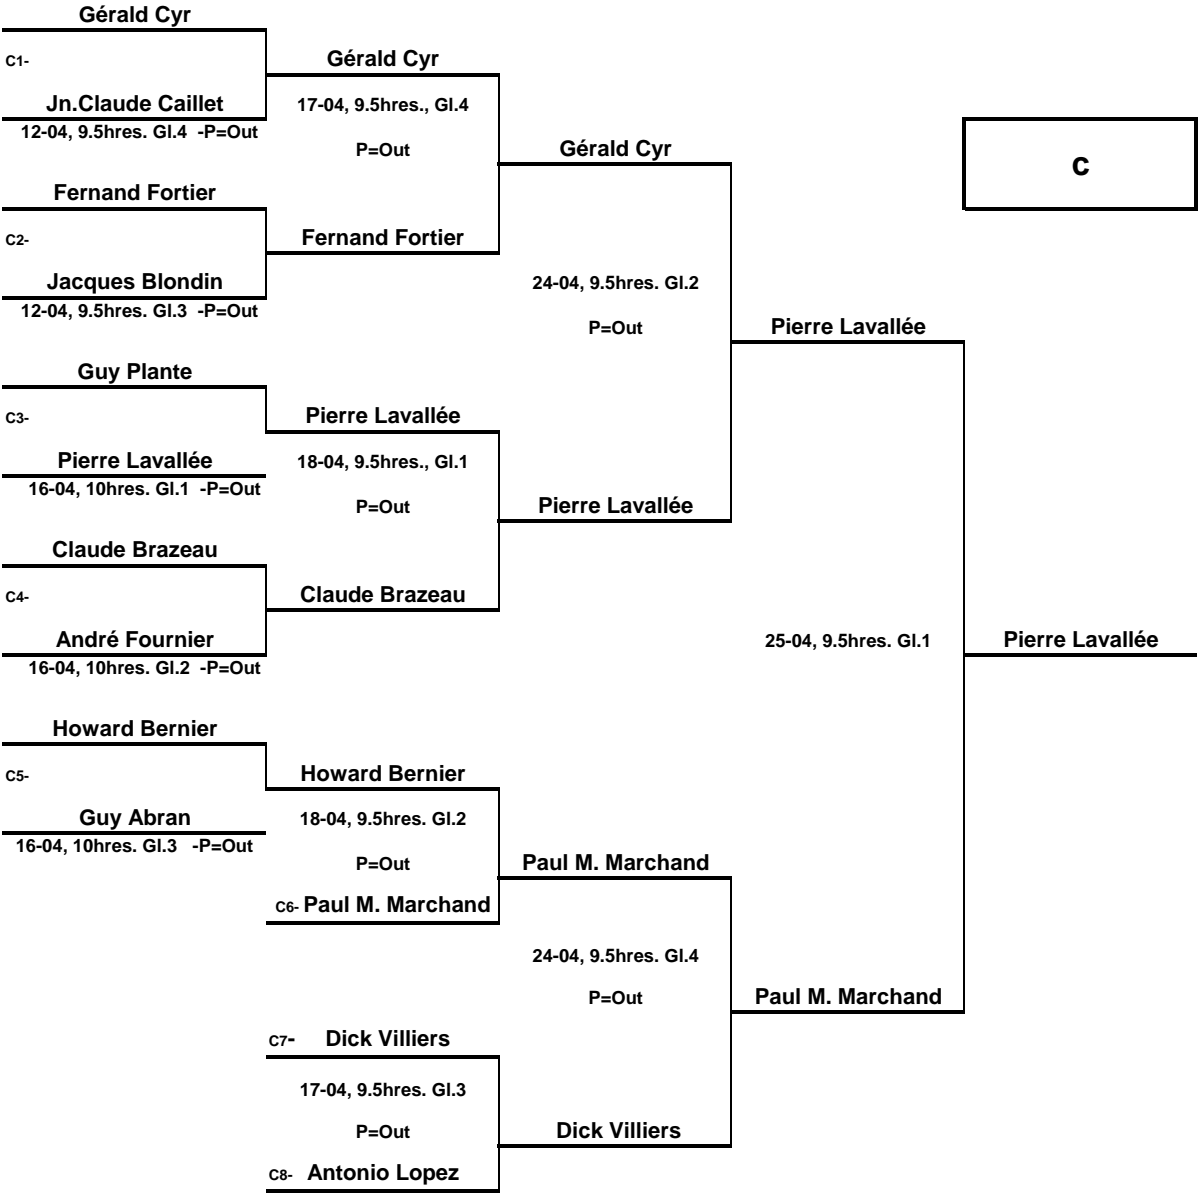 Gérald Cyr
C1-
Gérald Cyr
Jn.Claude Caillet
17-04, 9.5hres., Gl.4
12-04, 9.5hres. Gl.4 -P=Out
P=Out
Gérald Cyr
C
Fernand Fortier
C2-
Fernand Fortier
Jacques Blondin
24-04, 9.5hres. Gl.2
12-04, 9.5hres. Gl.3 -P=Out
P=Out
Pierre Lavallée
Guy Plante
C3-
Pierre Lavallée
Pierre Lavallée
18-04, 9.5hres., Gl.1
16-04, 10hres. Gl.1 -P=Out
P=Out
Pierre Lavallée
Claude Brazeau
C4-
Claude Brazeau
André Fournier
25-04, 9.5hres. Gl.1
Pierre Lavallée
16-04, 10hres. Gl.2 -P=Out
Howard Bernier
C5-
Howard Bernier
Guy Abran
18-04, 9.5hres. Gl.2
16-04, 10hres. Gl.3 -P=Out
P=Out
Paul M. Marchand
C6- Paul M. Marchand
24-04, 9.5hres. Gl.4
P=Out
Paul M. Marchand
C7- Dick Villiers
17-04, 9.5hres. Gl.3
P=Out
Dick Villiers
C8- Antonio Lopez